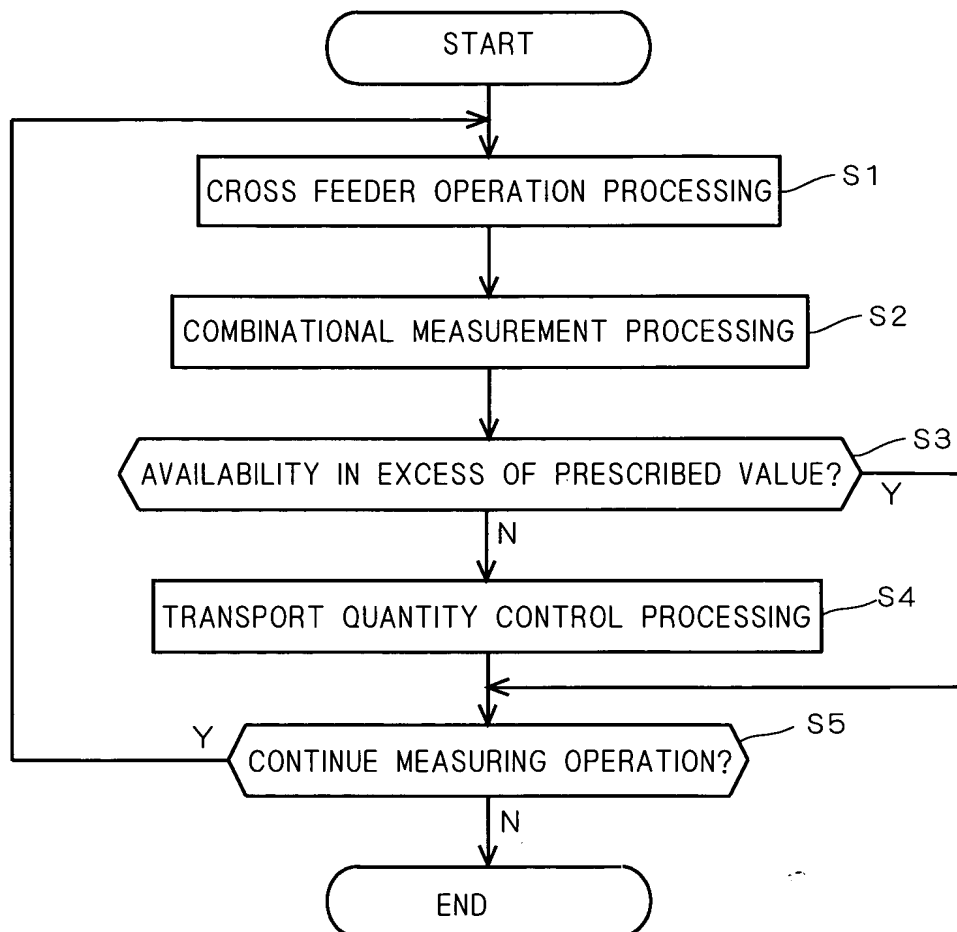 START
CROSS FEEDER OPERATION PROCESSING
S1
COMBINATIONAL MEASUREMENT PROCESSING
S2
AVAILABILITY IN EXCESS OF PRESCRIBED VALUE?
S3
Y
N
TRANSPORT QUANTITY CONTROL PROCESSING
S4
Y
CONTINUE MEASURING OPERATION?
S5
N
END